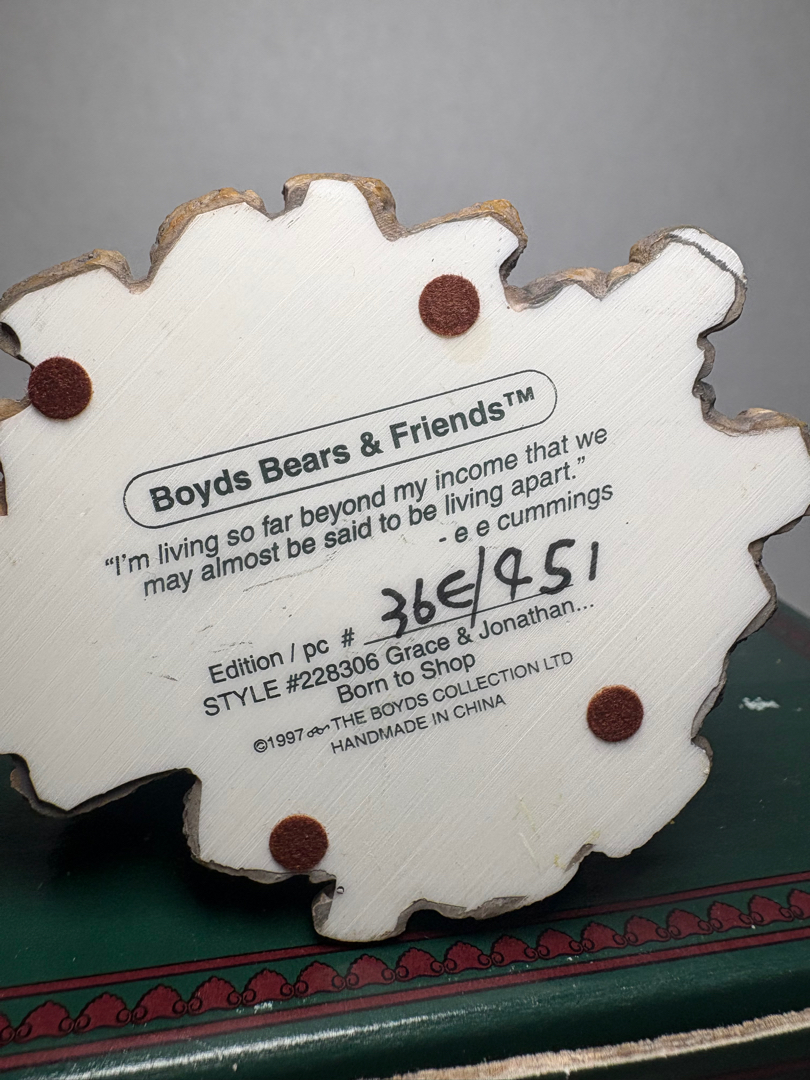 Boyds Bears & Friends™
“I'm living so far beyond my income that we
may almost be said to be living apart.”
- e e cummings
Edition / pc # 36E/451
STYLE #228306 Grace & Jonathan...
Born to Shop
©1997 THE BOYDS COLLECTION LTD
HANDMADE IN CHINA